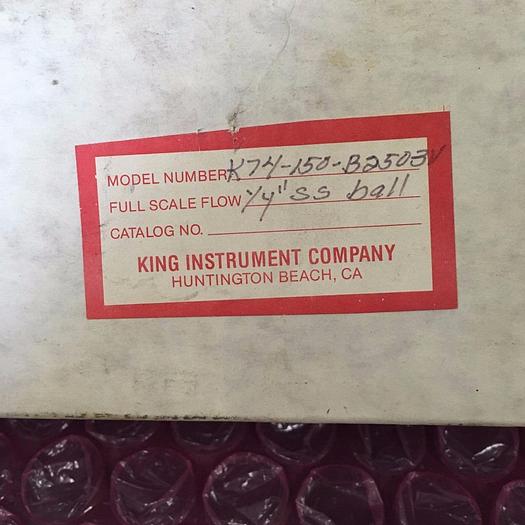 MODEL NUMBER K74-150-B2503V
FULL SCALE FLOW 1/4" SS ball
CATALOG NO.
KING INSTRUMENT COMPANY
HUNTINGTON BEACH, CA